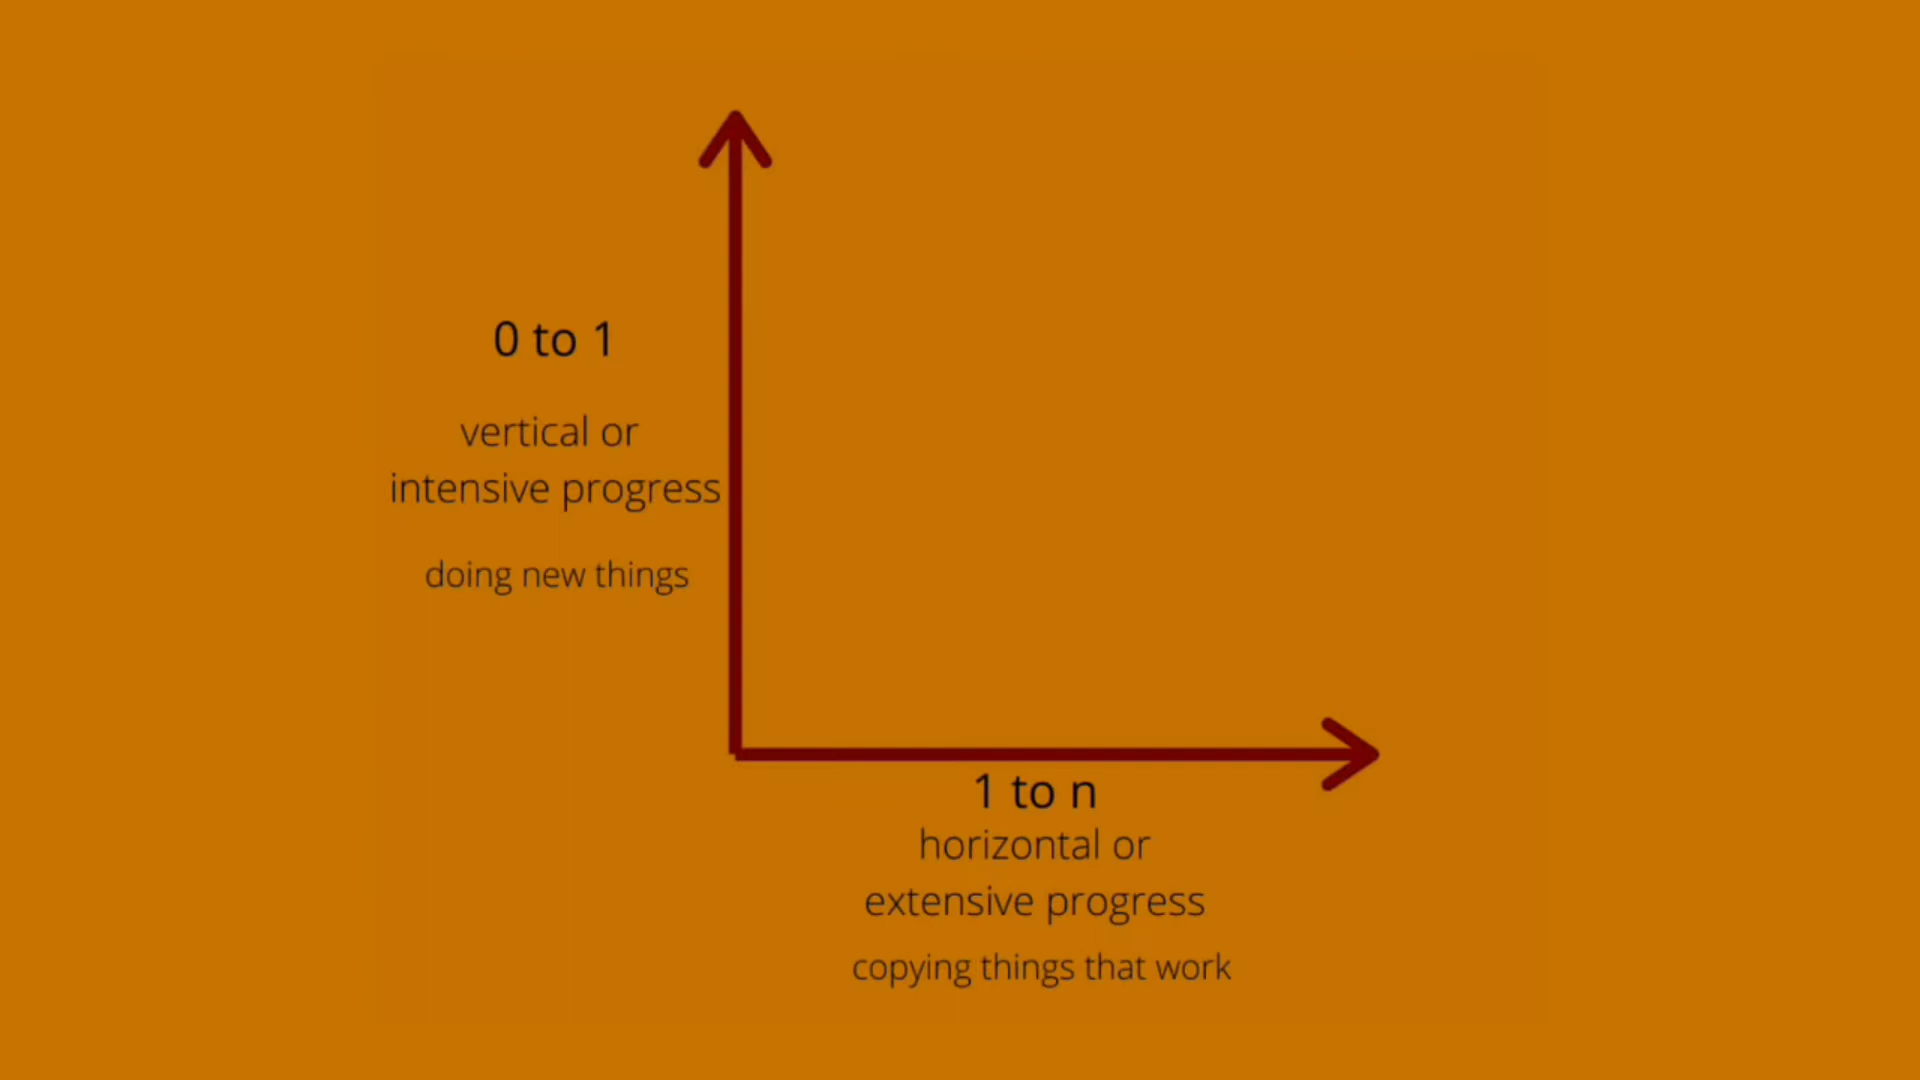 0 to 1
vertical or
intensive progress
doing new things
1 to n
horizontal or
extensive progress
copying things that work